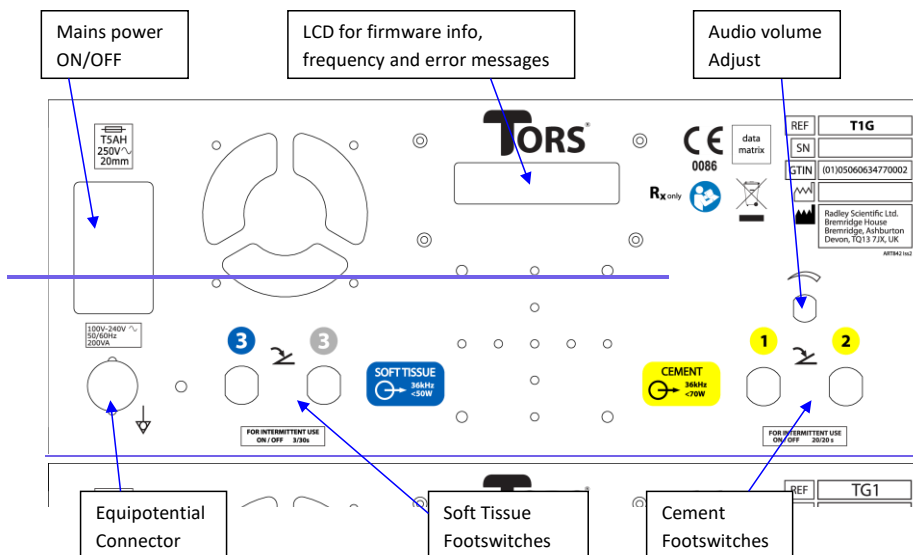 Mains power
ON/OFF
LCD for firmware info,
frequency and error messages
Audio volume
Adjust
T5AH
250V
20mm
TORS®
CE
0086
data
matrix
Rx only
REF T1G
SN
GTIN (01)05060634770002
Radley Scientific Ltd.
Bremridge House
Bremridge, Ashburton
Devon, TQ13 7JX, UK
ART842 Iss2
100V-240V
50/60Hz
200VA
3
3
SOFT TISSUE
36kHz
<50W
CEMENT
36kHz
<70W
1
2
FOR INTERMITTENT USE
ON / OFF 3/30s
FOR INTERMITTENT USE
ON / OFF 20/20 s
REF TG1
Equipotential
Connector
Soft Tissue
Footswitches
Cement
Footswitches